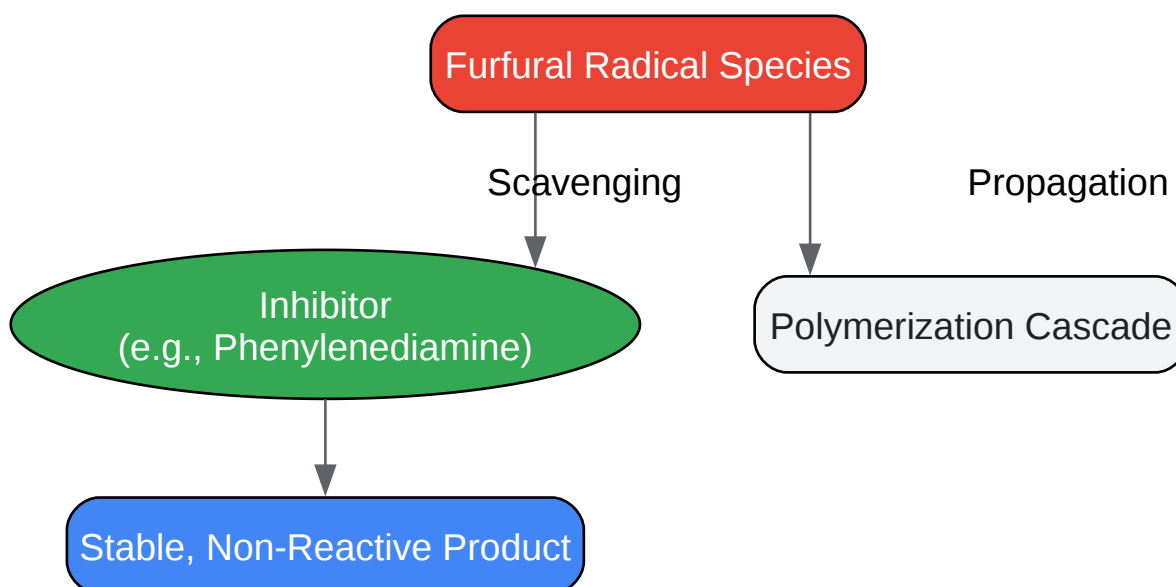 Furfural Radical Species
Scavenging
Propagation
Inhibitor
(e.g., Phenylenediamine)
Polymerization Cascade
Stable, Non-Reactive Product